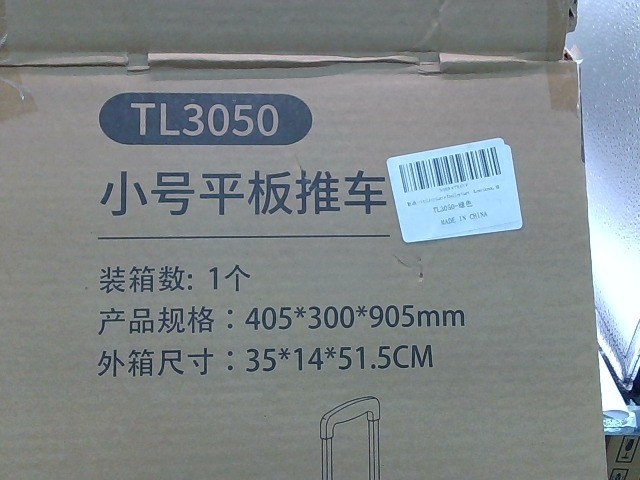 TL3050
小号平板推车
TL3050-绿色
MADE IN CHINA
装箱数: 1个
产品规格：405*300*905mm
外箱尺寸：35*14*51.5CM